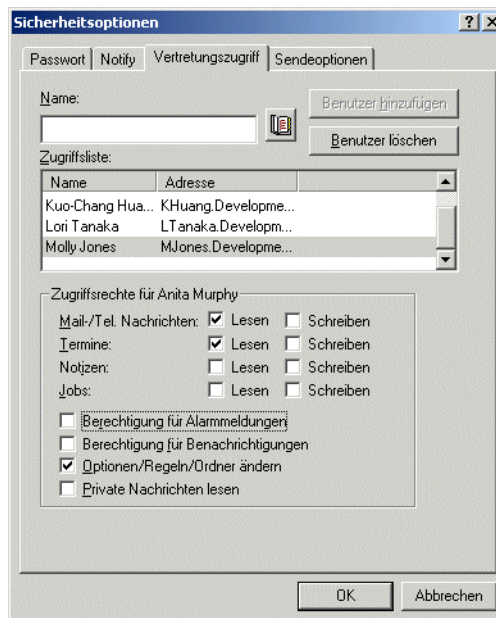 Sicherheitsoptionen
Passwort Notify Vertretungszugriff Sendeoptionen
Name:
Benutzer hinzufügen
Benutzer löschen
Zugriffsliste:
Name Adresse
Kuo-Chang Hua... KHuang.Developme...
Lori Tanaka LTanaka.Developm...
Molly Jones MJones.Developme...
Zugriffsrechte für Anita Murphy
Mail-/Tel. Nachrichten: Lesen Schreiben
Termine: Lesen Schreiben
Notizen: Lesen Schreiben
Jobs: Lesen Schreiben
Berechtigung für Alarmmeldungen
Berechtigung für Benachrichtigungen
Optionen/Regeln/Ordner ändern
Private Nachrichten lesen
OK Abbrechen